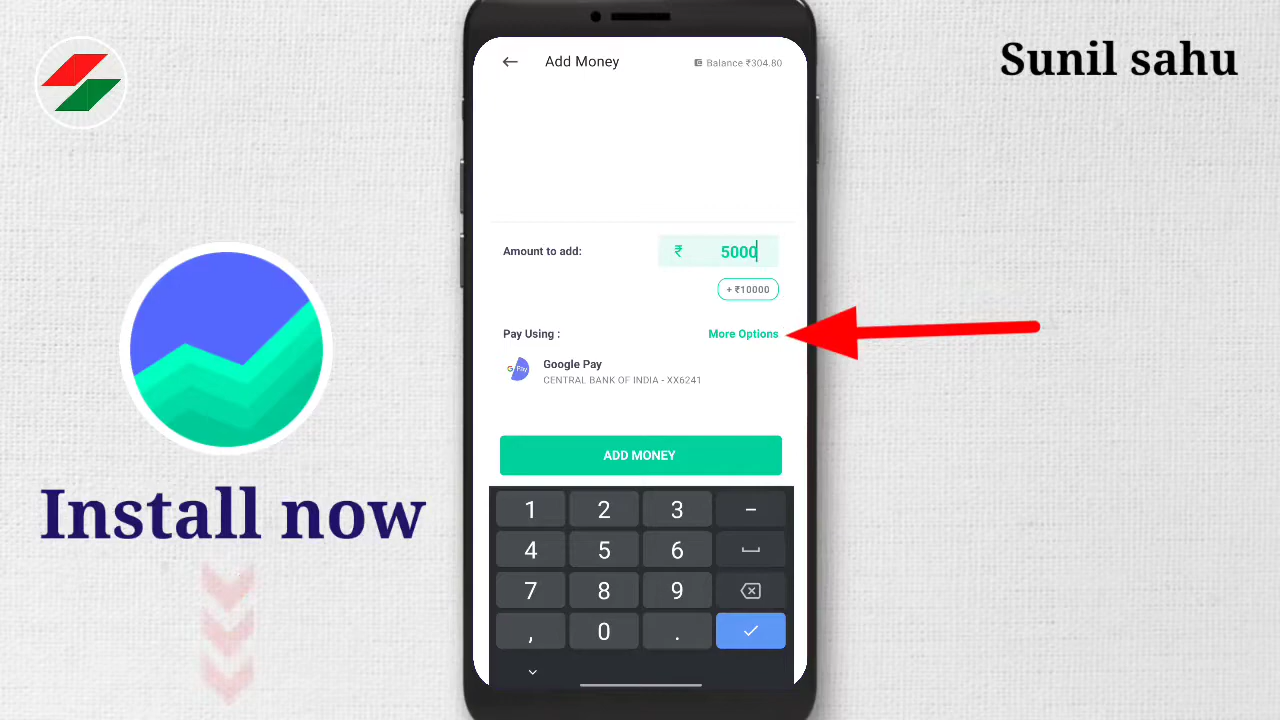 Sunil sahu
Add Money
Balance ₹304.80
Amount to add:
₹ 5000
+ ₹10000
Pay Using :
More Options
G Pay
Google Pay
CENTRAL BANK OF INDIA - XX6241
ADD MONEY
Install now
1 2 3 –
4 5 6
7 8 9
, 0 .